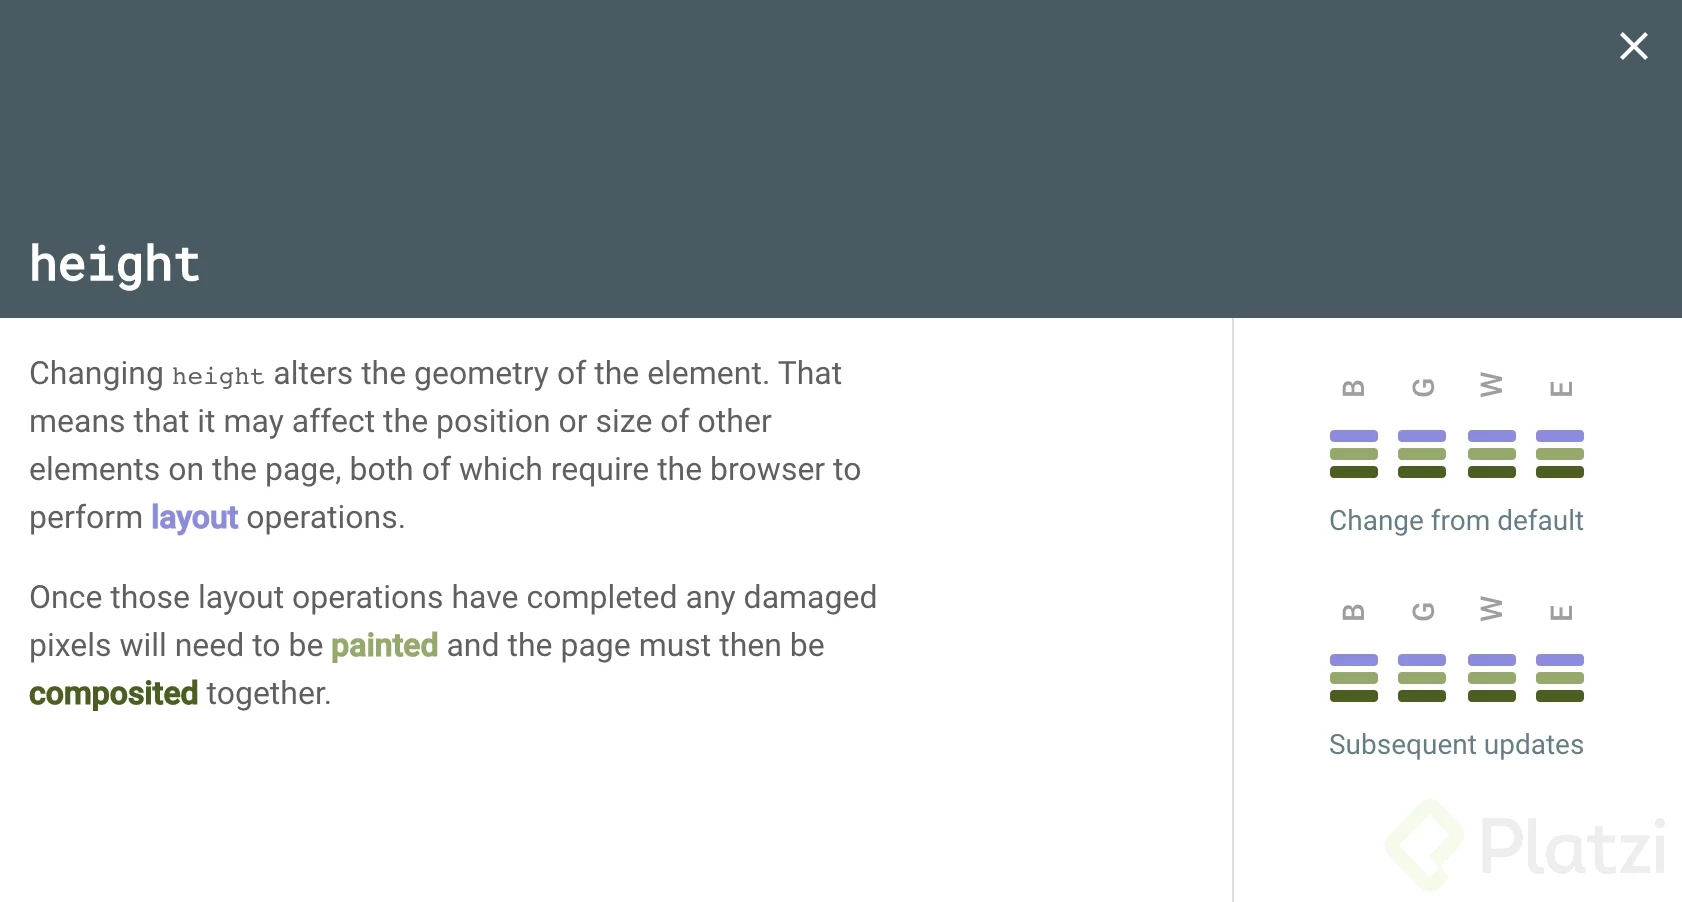 height
Changing height alters the geometry of the element. That
means that it may affect the position or size of other
elements on the page, both of which require the browser to
perform layout operations.
Once those layout operations have completed any damaged
pixels will need to be painted and the page must then be
composited together.
B G W E
Change from default
B G W E
Subsequent updates
Platzi